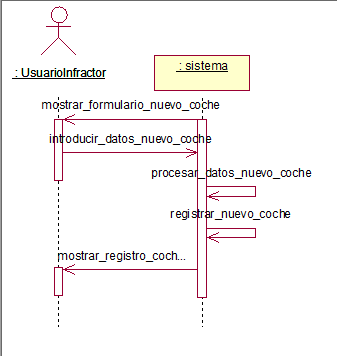 : UsuarioInfractor
: sistema
mostrar_formulario_nuevo_coche
introducir_datos_nuevo_coche
procesar_datos_nuevo_coche
registrar_nuevo_coche
mostrar_registro_coch...